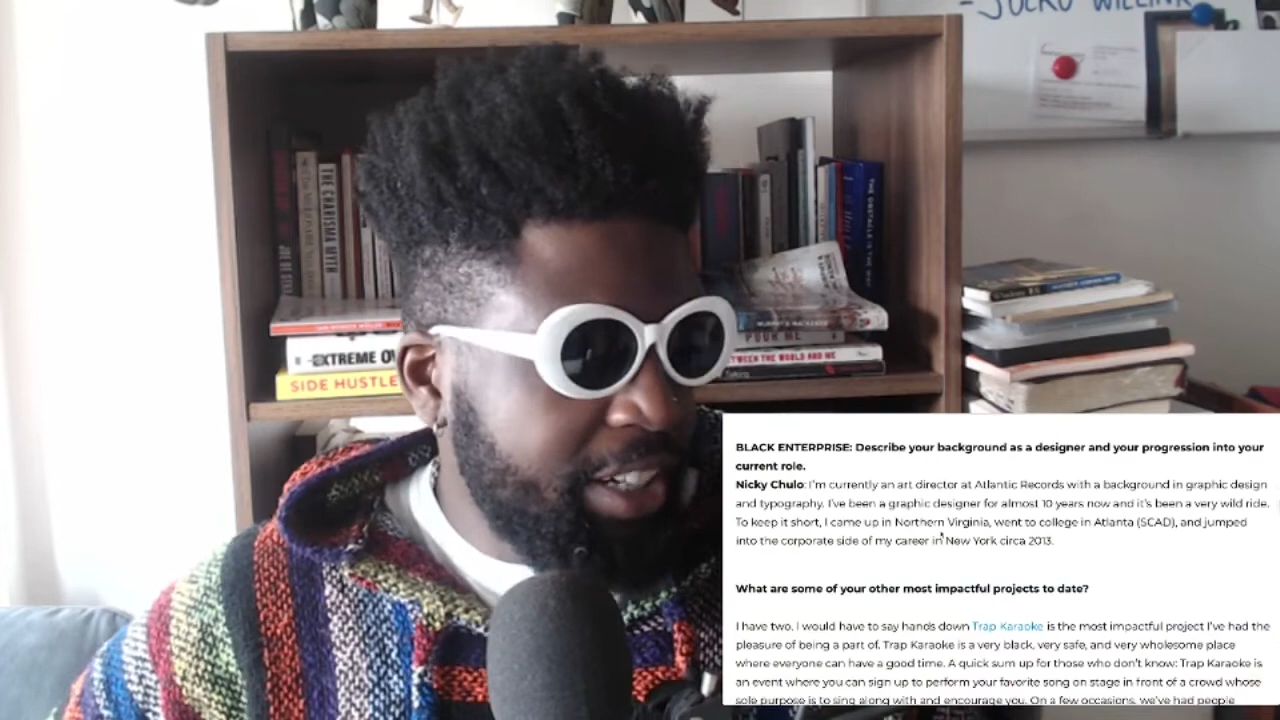 -JOCKO WILLINK
THE CHARISMA MYTH
THE OBSTACLE IS THE WAY
EXTREME OW
SIDE HUSTLE
POOR ME
BETWEEN THE WORLD AND ME
BLACK ENTERPRISE: Describe your background as a designer and your progression into your
current role.
Nicky Chulo: I'm currently an art director at Atlantic Records with a background in graphic design
and typography. I've been a graphic designer for almost 10 years now and it's been a very wild ride.
To keep it short, I came up in Northern Virginia, went to college in Atlanta (SCAD), and jumped
into the corporate side of my career in New York circa 2013.
What are some of your other most impactful projects to date?
I have two. I would have to say hands down Trap Karaoke is the most impactful project I've had the
pleasure of being a part of. Trap Karaoke is a very black, very safe, and very wholesome place
where everyone can have a good time. A quick sum up for those who don't know: Trap Karaoke is
an event where you can sign up to perform your favorite song on stage in front of a crowd whose
sole purpose is to sing along with and encourage you. On a few occasions, we've had people